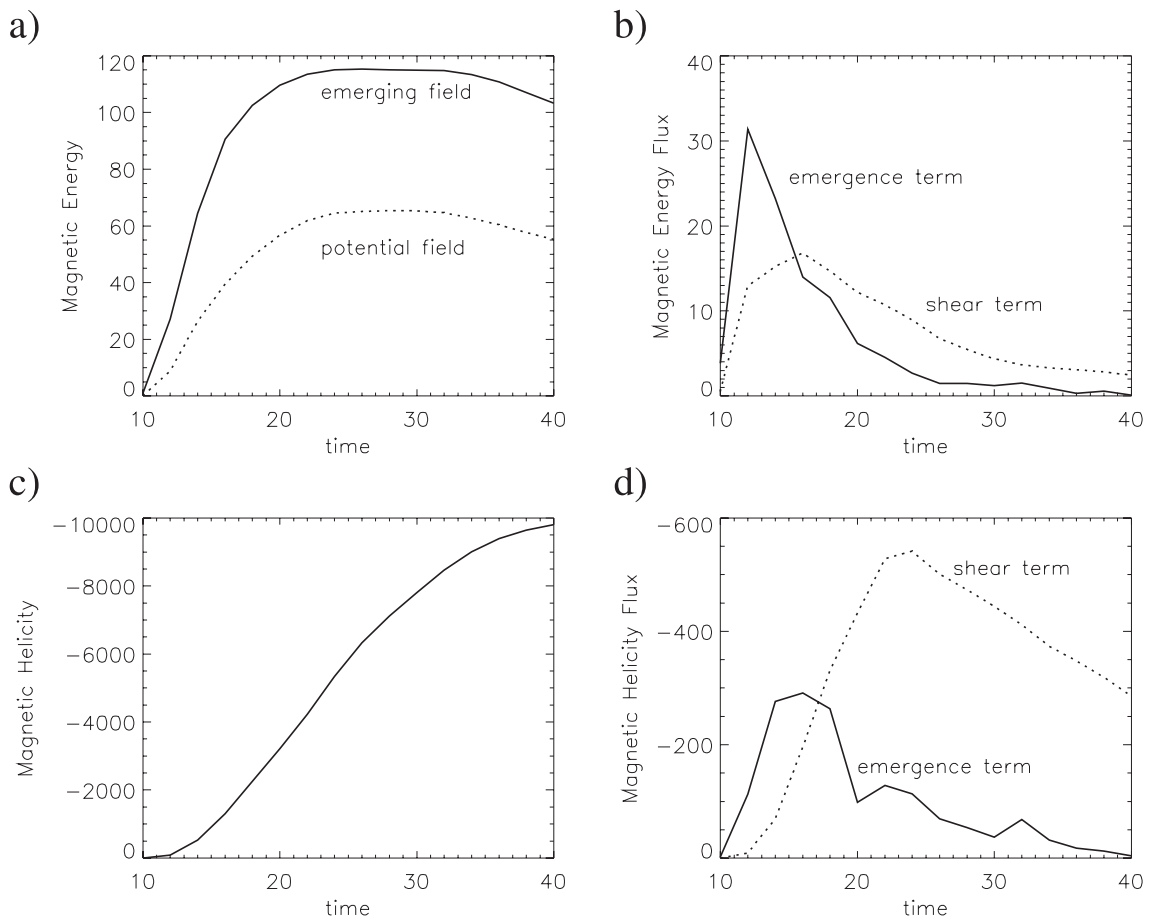 a)
120
100
80
60
40
20
0
Magnetic Energy
emerging field
potential field
10 20 30 40
time
b)
40
30
20
10
0
Magnetic Energy Flux
emergence term
shear term
10 20 30 40
time
c)
−10000
−8000
−6000
−4000
−2000
0
Magnetic Helicity
10 20 30 40
time
d)
−600
−400
−200
0
Magnetic Helicity Flux
shear term
emergence term
10 20 30 40
time